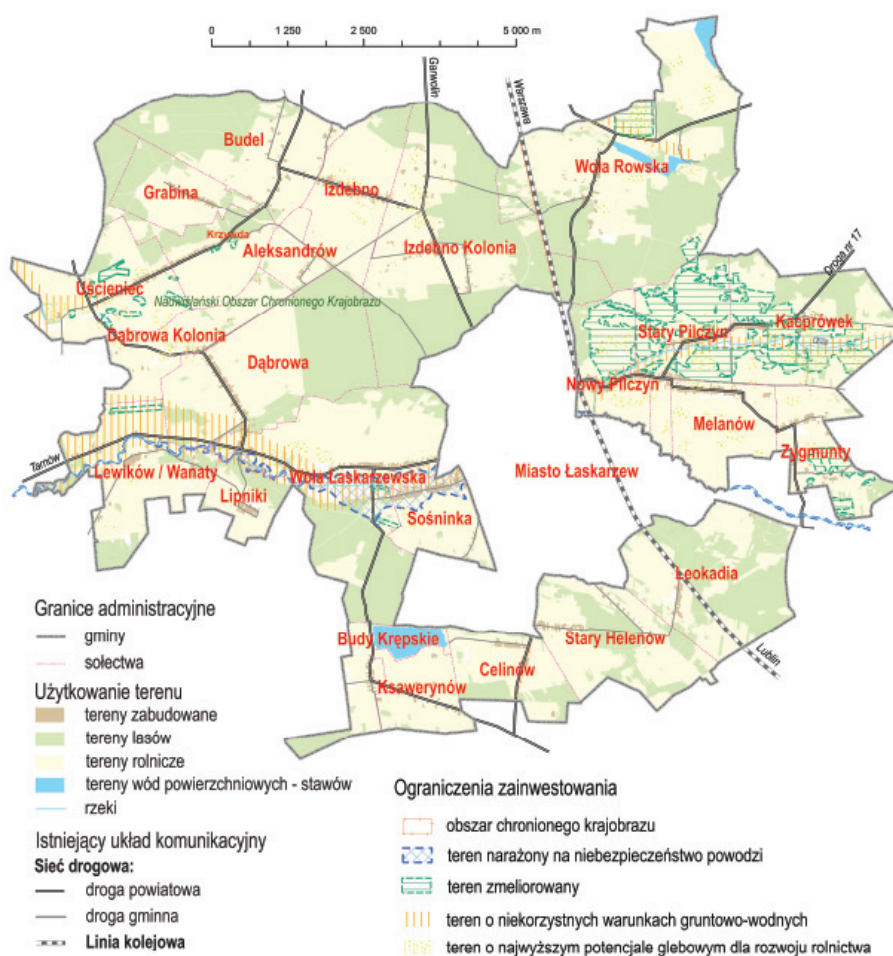 0 1 250 2 500 5 000 m
Garwolin
Warszawa
Budel
Wola Rowska
Grabina
Izdebno
Krzywda
Aleksandrów
Izdebno Kolonia
Droga nr 17
Uścieniec
Nadwiślański Obszar Chronionego Krajobrazu
Kacprówek
Stary Pilczyn
Dąbrowa Kolonia
Dąbrowa
Nowy Pilczyn
Melanów
Zygmunty
Tarnów
Lewików / Wanaty
Wola Łaskarzewska
Miasto Łaskarzew
Lipniki
Sośninka
Leokadia
Budy Krępskie
Stary Helenów
Celinów
Lublin
Ksawerynów
Granice administracyjne
gminy
sołectwa
Użytkowanie terenu
tereny zabudowane
tereny lasów
tereny rolnicze
tereny wód powierzchniowych - stawów
rzeki
Istniejący układ komunikacyjny
Sieć drogowa:
droga powiatowa
droga gminna
Linia kolejowa
Ograniczenia zainwestowania
obszar chronionego krajobrazu
teren narażony na niebezpieczeństwo powodzi
teren zmeliorowany
teren o niekorzystnych warunkach gruntowo-wodnych
teren o najwyższym potencjale glebowym dla rozwoju rolnictwa